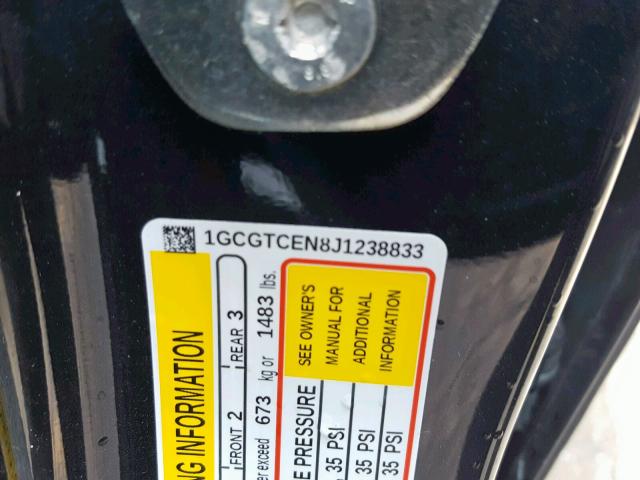 1GCGTCEN8J1238833
NG INFORMATION
FRONT 2 REAR 3
er exceed 673 kg or 1483 lbs.
E PRESSURE
SEE OWNER'S
MANUAL FOR
ADDITIONAL
INFORMATION
35 PSI
35 PSI
35 PSI